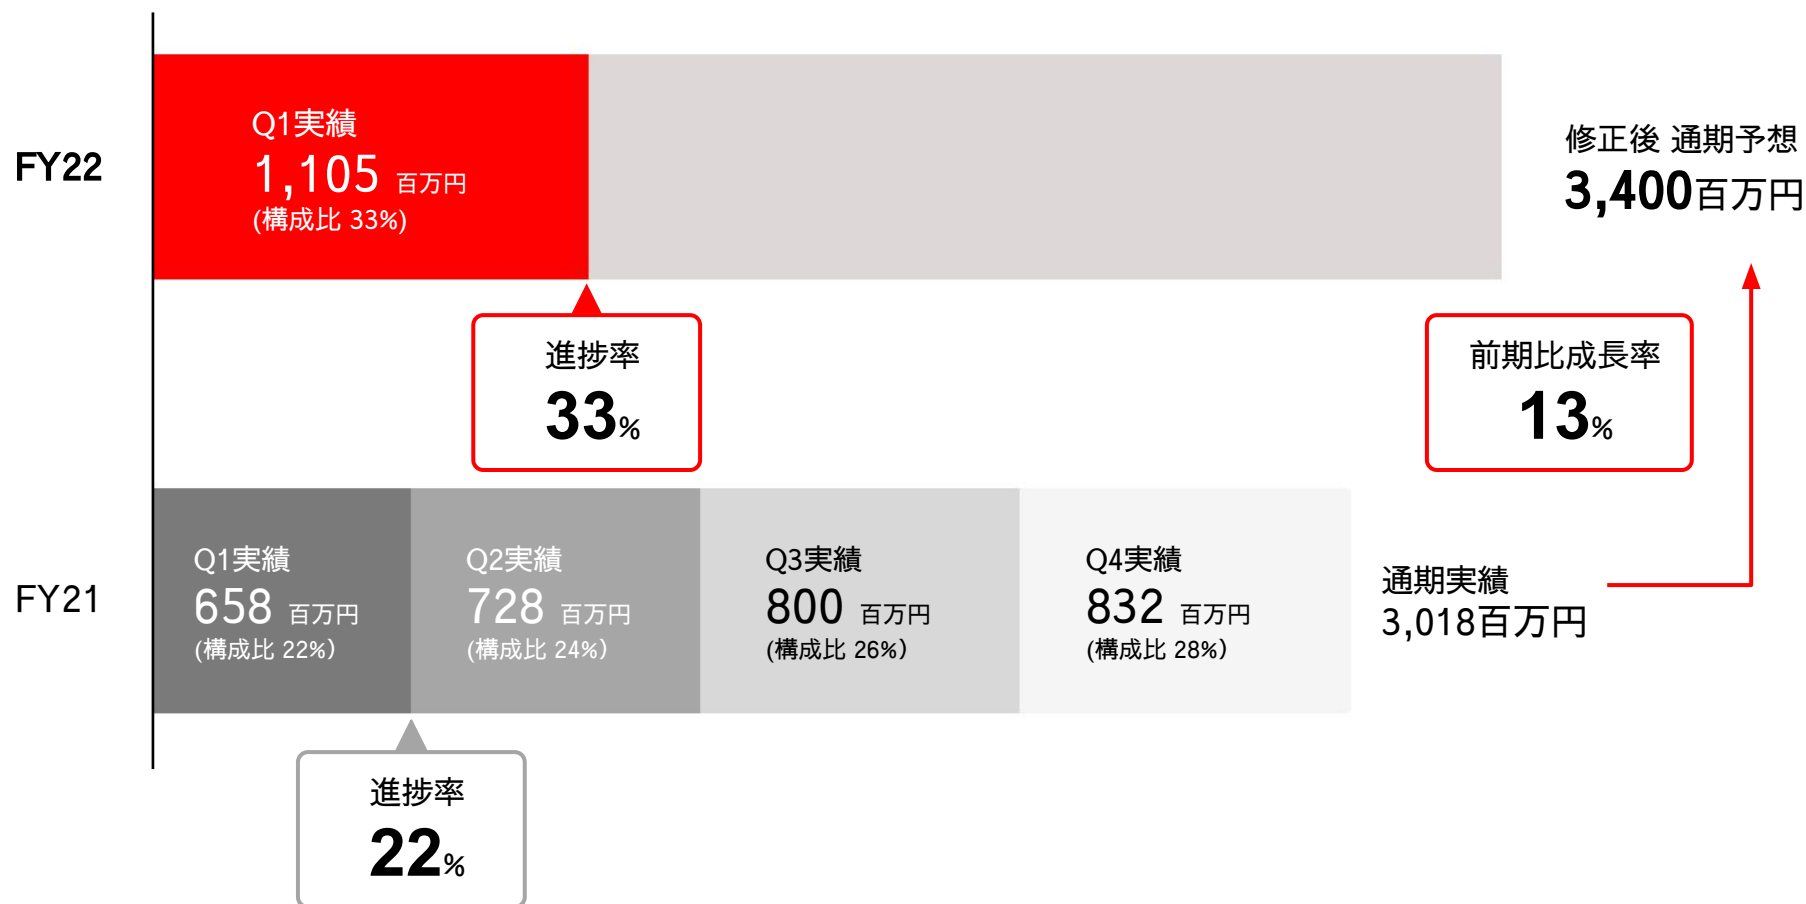 FY22
Q1実績
1,105 百万円
(構成比 33%)
修正後 通期予想
3,400百万円
進捗率
33%
前期比成長率
13%
FY21
Q1実績
658 百万円
(構成比 22%)
Q2実績
728 百万円
(構成比 24%)
Q3実績
800 百万円
(構成比 26%)
Q4実績
832 百万円
(構成比 28%)
通期実績
3,018百万円
進捗率
22%